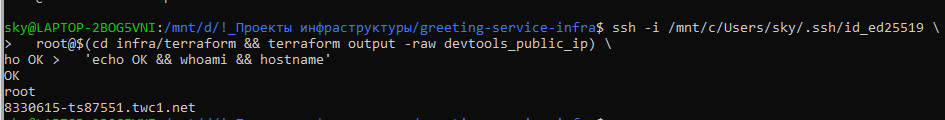 sky@LAPTOP-2BOG5VNI:/mnt/d/!_Проекты инфраструктуры/greeting-service-infra$ ssh -i /mnt/c/Users/sky/.ssh/id_ed25519 \
>   root@$(cd infra/terraform && terraform output -raw devtools_public_ip) \
ho OK >   'echo OK && whoami && hostname'
OK
root
8330615-ts87551.twc1.net